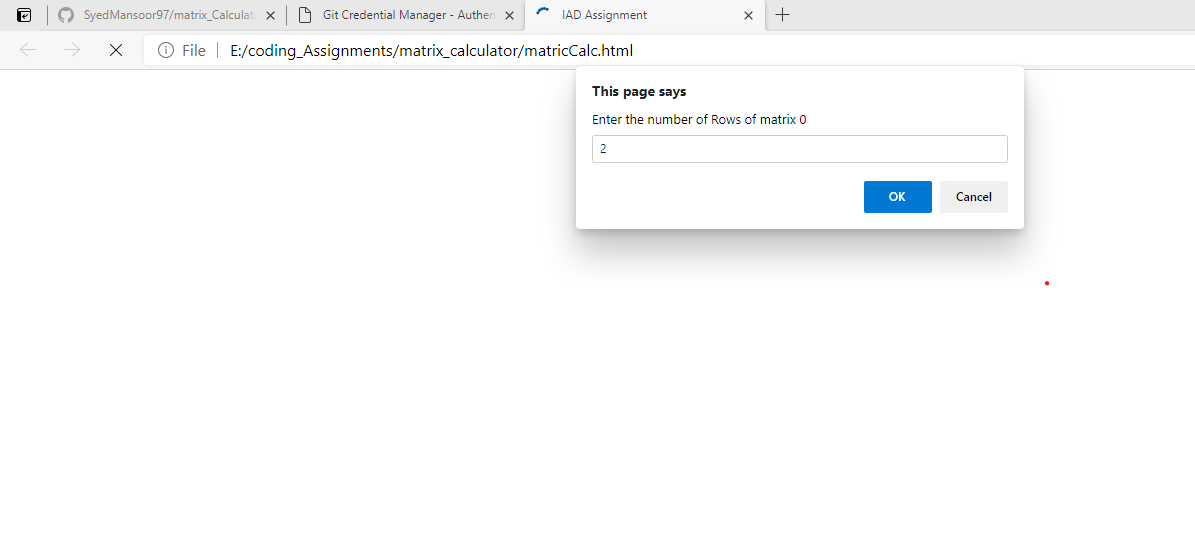 SyedMansoor97/matrix_Calculat
Git Credential Manager - Authen
IAD Assignment
File
E:/coding_Assignments/matrix_calculator/matricCalc.html
This page says
Enter the number of Rows of matrix 0
2
OK
Cancel